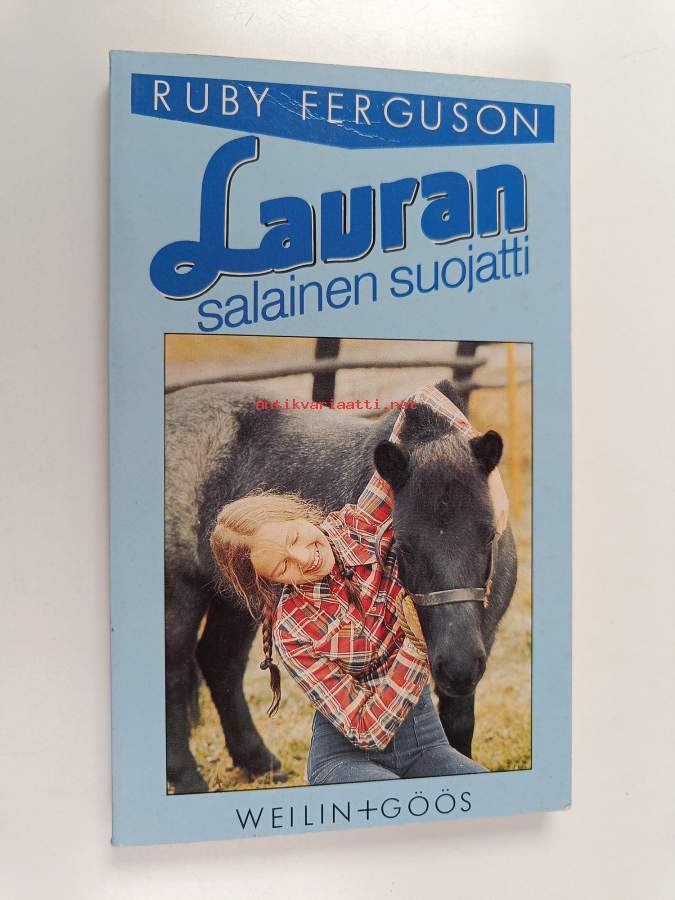 RUBY FERGUSON
Lauran
salainen suojatti
antikvariaatti.net
WEILIN+GÖÖS